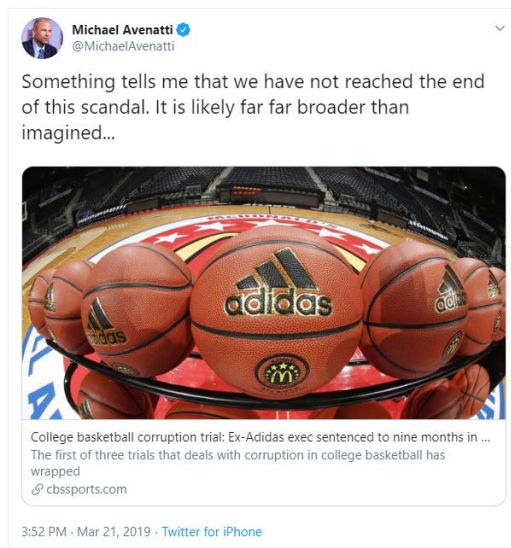 Michael Avenatti
@MichaelAvenatti
Something tells me that we have not reached the end
of this scandal. It is likely far far broader than
imagined...
McDONALD'S
adidas
adidas
adidas
College basketball corruption trial: Ex-Adidas exec sentenced to nine months in ...
The first of three trials that deals with corruption in college basketball has
wrapped
cbssports.com
3:52 PM · Mar 21, 2019 · Twitter for iPhone